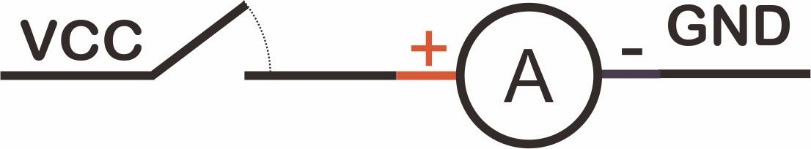 VCC + A - GND